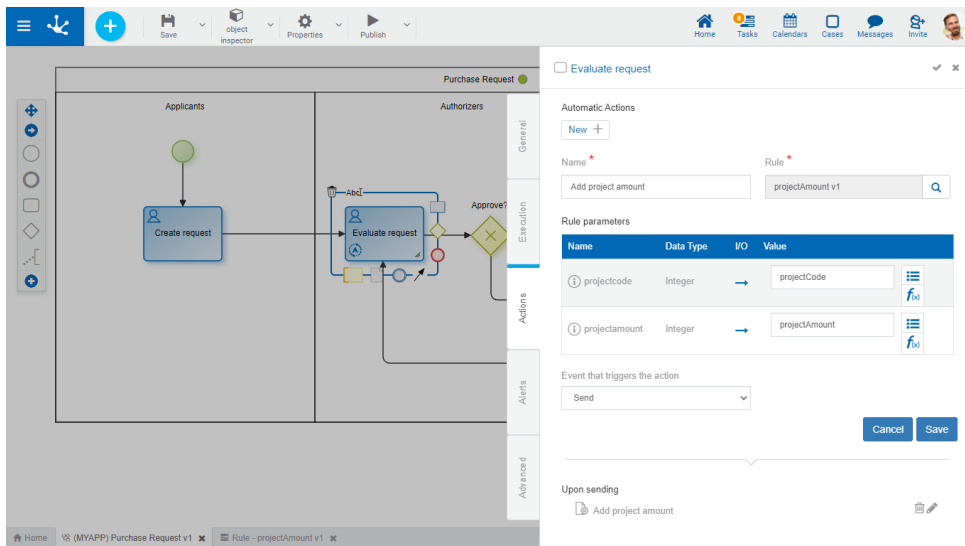 Save
object
inspector
Properties
Publish
Home
Tasks
Calendars
Cases
Messages
Invite
0
Purchase Request
Applicants
Authorizers
Create request
Abc
Evaluate request
Approve?
General
Execution
Actions
Alerts
Advanced
Evaluate request
Automatic Actions
New +
Name *
Rule *
Add project amount
projectAmount v1
Rule parameters
Name Data Type I/O Value
projectcode Integer → projectCode
f(x)
projectamount Integer → projectAmount
f(x)
Event that triggers the action
Send
Cancel Save
Upon sending
Add project amount
Home (MYAPP) Purchase Request v1 Rule - projectAmount v1